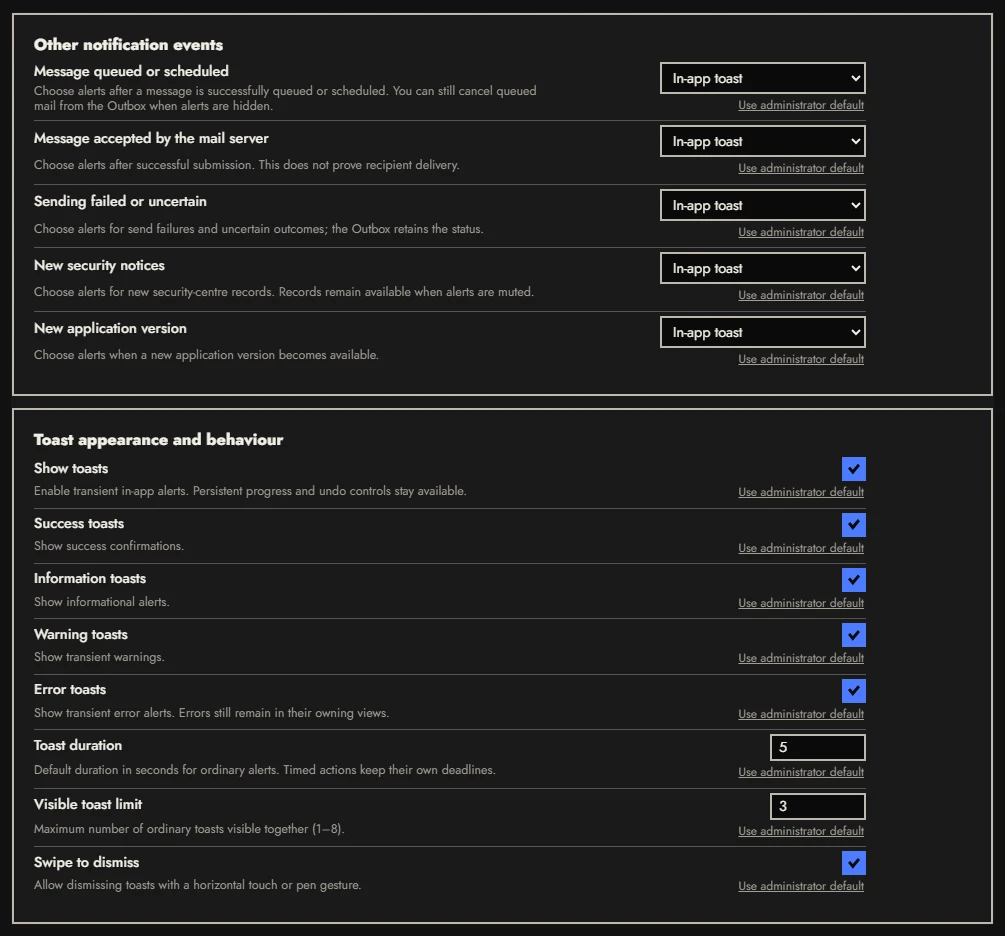 Other notification events
Message queued or scheduled
In-app toast
Choose alerts after a message is successfully queued or scheduled. You can still cancel queued
mail from the Outbox when alerts are hidden.
Use administrator default
Message accepted by the mail server
In-app toast
Choose alerts after successful submission. This does not prove recipient delivery.
Use administrator default
Sending failed or uncertain
In-app toast
Choose alerts for send failures and uncertain outcomes; the Outbox retains the status.
Use administrator default
New security notices
In-app toast
Choose alerts for new security-centre records. Records remain available when alerts are muted.
Use administrator default
New application version
In-app toast
Choose alerts when a new application version becomes available.
Use administrator default
Toast appearance and behaviour
Show toasts
Enable transient in-app alerts. Persistent progress and undo controls stay available.
Use administrator default
Success toasts
Show success confirmations.
Use administrator default
Information toasts
Show informational alerts.
Use administrator default
Warning toasts
Show transient warnings.
Use administrator default
Error toasts
Show transient error alerts. Errors still remain in their owning views.
Use administrator default
Toast duration
5
Default duration in seconds for ordinary alerts. Timed actions keep their own deadlines.
Use administrator default
Visible toast limit
3
Maximum number of ordinary toasts visible together (1–8).
Use administrator default
Swipe to dismiss
Allow dismissing toasts with a horizontal touch or pen gesture.
Use administrator default